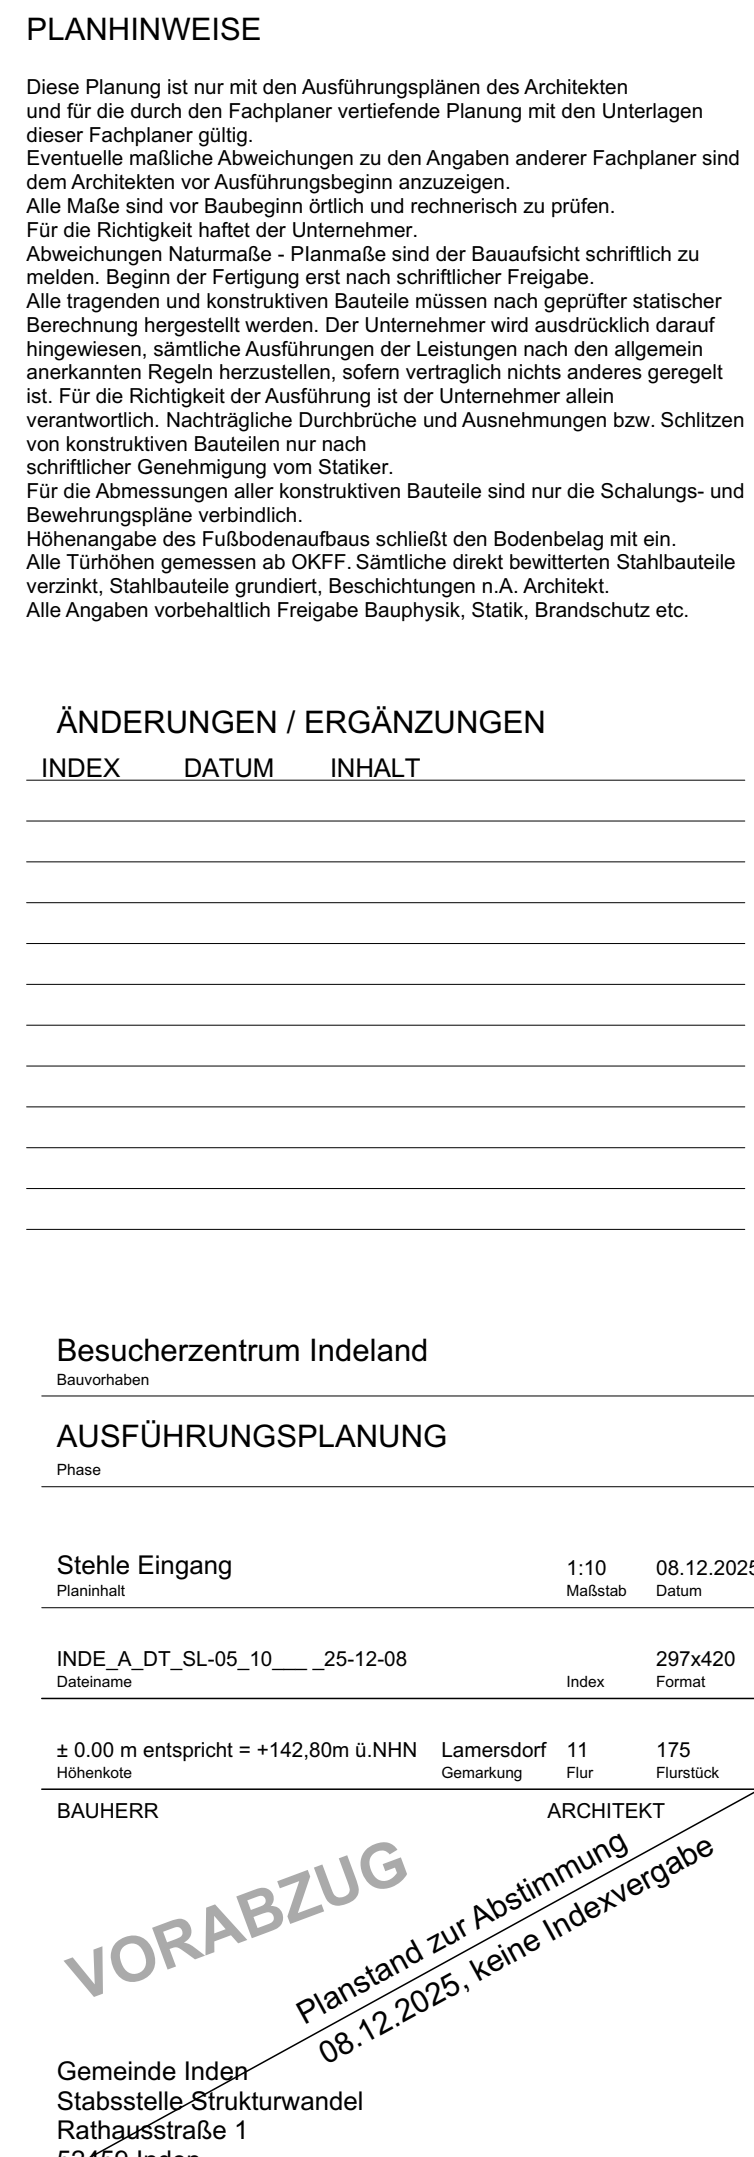 PLANHINWEISE
Diese Planung ist nur mit den Ausführungsplänen des Architekten
und für die durch den Fachplaner vertiefende Planung mit den Unterlagen
dieser Fachplaner gültig.
Eventuelle maßliche Abweichungen zu den Angaben anderer Fachplaner sind
dem Architekten vor Ausführungsbeginn anzuzeigen.
Alle Maße sind vor Baubeginn örtlich und rechnerisch zu prüfen.
Für die Richtigkeit haftet der Unternehmer.
Abweichungen Naturmaße - Planmaße sind der Bauaufsicht schriftlich zu
melden. Beginn der Fertigung erst nach schriftlicher Freigabe.
Alle tragenden und konstruktiven Bauteile müssen nach geprüfter statischer
Berechnung hergestellt werden. Der Unternehmer wird ausdrücklich darauf
hingewiesen, sämtliche Ausführungen der Leistungen nach den allgemein
anerkannten Regeln herzustellen, sofern vertraglich nichts anderes geregelt
ist. Für die Richtigkeit der Ausführung ist der Unternehmer allein
verantwortlich. Nachträgliche Durchbrüche und Ausnehmungen bzw. Schlitzen
von konstruktiven Bauteilen nur nach
schriftlicher Genehmigung vom Statiker.
Für die Abmessungen aller konstruktiven Bauteile sind nur die Schalungs- und
Bewehrungspläne verbindlich.
Höhenangabe des Fußbodenaufbaus schließt den Bodenbelag mit ein.
Alle Türhöhen gemessen ab OKFF. Sämtliche direkt bewitterten Stahlbauteile
verzinkt, Stahlbauteile grundiert, Beschichtungen n.A. Architekt.
Alle Angaben vorbehaltlich Freigabe Bauphysik, Statik, Brandschutz etc.
ÄNDERUNGEN / ERGÄNZUNGEN
INDEX DATUM INHALT
Besucherzentrum Indeland
Bauvorhaben
AUSFÜHRUNGSPLANUNG
Phase
Stehle Eingang 1:10 08.12.2025
Planinhalt Maßstab Datum
INDE_A_DT_SL-05_10___ _25-12-08 297x420
Dateiname Index Format
± 0.00 m entspricht = +142,80m ü.NHN Lamersdorf 11 175
Höhenkote Gemarkung Flur Flurstück
BAUHERR ARCHITEKT
VORABZUG
Planstand zur Abstimmung
08.12.2025, keine Indexvergabe
Gemeinde Inden
Stabsstelle Strukturwandel
Rathausstraße 1
52459 Inden